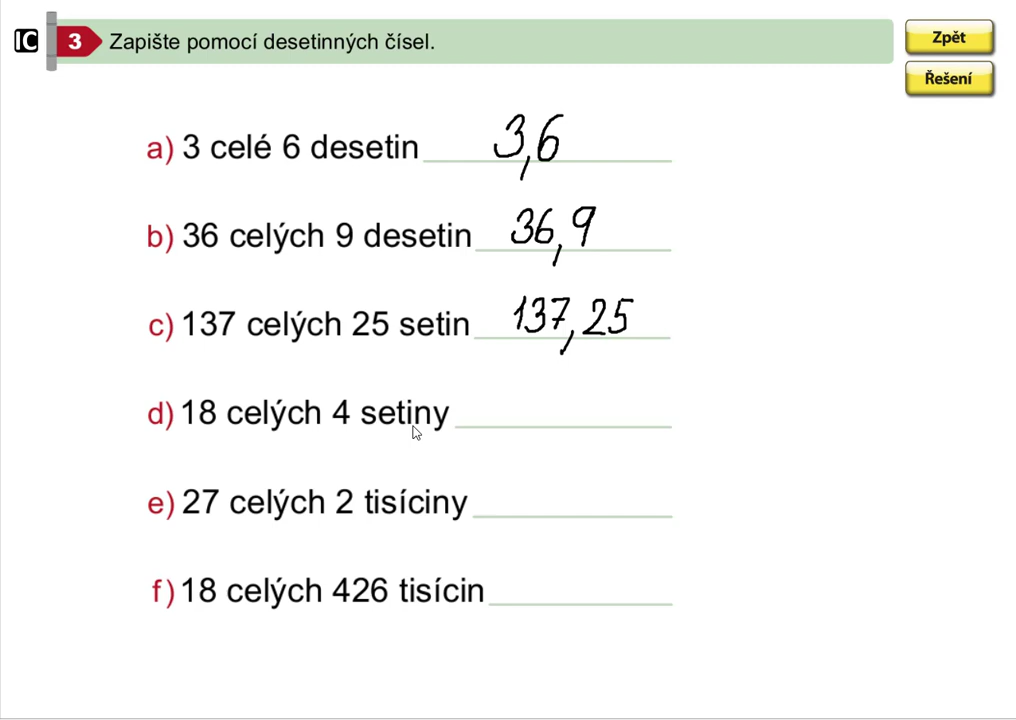 IC 3 Zapište pomocí desetinných čísel.
Zpět
Řešení
a) 3 celé 6 desetin 3,6
b) 36 celých 9 desetin 36,9
c) 137 celých 25 setin 137,25
d) 18 celých 4 setiny
e) 27 celých 2 tisíciny
f) 18 celých 426 tisícin